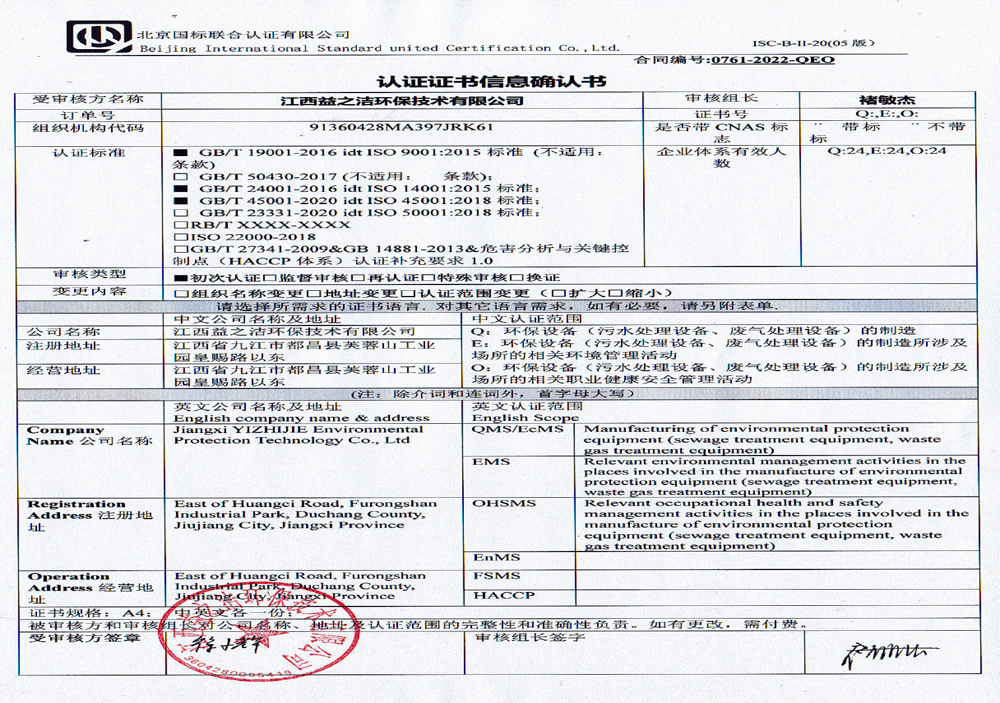 北京国标联合认证有限公司
Beijing International Standard united Certification Co.,Ltd.
ISC-B-II-20(05 版)
合同编号:0761-2022-QEO
认证证书信息确认书
受审核方名称 江西益之洁环保技术有限公司 审核组长 褚敏杰
订单号 证书号 Q:,E:,O:
组织机构代码 91360428MA397JRK61 是否带 CNAS 标志 ¨ 带标 ¨ 不带标
认证标准
■ GB/T 19001-2016 idt ISO 9001:2015 标准 (不适用: 条款)
□ GB/T 50430-2017 (不适用: 条款);
■ GB/T 24001-2016 idt ISO 14001:2015 标准;
■ GB/T 45001-2020 idt ISO 45001:2018 标准;
□ GB/T 23331-2020 idt ISO 50001:2018 标准;
□RB/T XXXX-XXXX
□ISO 22000-2018
□GB/T 27341-2009&GB 14881-2013&危害分析与关键控
制点（HACCP 体系）认证补充要求 1.0
企业体系有效人数 Q:24,E:24,O:24
审核类型 ■初次认证□监督审核□再认证□特殊审核□换证
变更内容 □组织名称变更□地址变更□认证范围变更（□扩大□缩小）
请选择所需求的证书语言. 对其它语言需求, 如有必要, 请另附表单.
中文公司名称及地址 中文认证范围
公司名称 江西益之洁环保技术有限公司
注册地址 江西省九江市都昌县芙蓉山工业
园皇赐路以东
经营地址 江西省九江市都昌县芙蓉山工业
园皇赐路以东
Q: 环保设备（污水处理设备、废气处理设备）的制造
E: 环保设备（污水处理设备、废气处理设备）的制造所涉及
场所的相关环境管理活动
O: 环保设备（污水处理设备、废气处理设备）的制造所涉及
场所的相关职业健康安全管理活动
(注: 除介词和连词外, 首字母大写)
英文公司名称及地址
English company name & address
英文认证范围
English Scope
Company
Name 公司名称
Jiangxi YIZHIJIE Environmental
Protection Technology Co., Ltd
QMS/EcMS
Manufacturing of environmental protection
equipment (sewage treatment equipment, waste
gas treatment equipment)
EMS
Relevant environmental management activities in the
places involved in the manufacture of environmental
protection equipment (sewage treatment equipment,
waste gas treatment equipment)
Registration
Address 注册地
址
East of Huangci Road, Furongshan
Industrial Park, Duchang County,
Jiujiang City, Jiangxi Province
OHSMS
Relevant occupational health and safety
management activities in the places involved in the
manufacture of environmental protection
equipment (sewage treatment equipment, waste
gas treatment equipment)
EnMS
Operation
Address 经营地
址
East of Huangci Road, Furongshan
Industrial Park, Duchang County,
Jiujiang City, Jiangxi Province
FSMS
HACCP
证书规格: A4; 中英文各一份;
被审核方和审核组长对公司名称、地址及认证范围的完整性和准确性负责。如有更改, 需付费。
受审核方签章
审核组长签字
江西益之洁环保技术有限公司
3604280095419